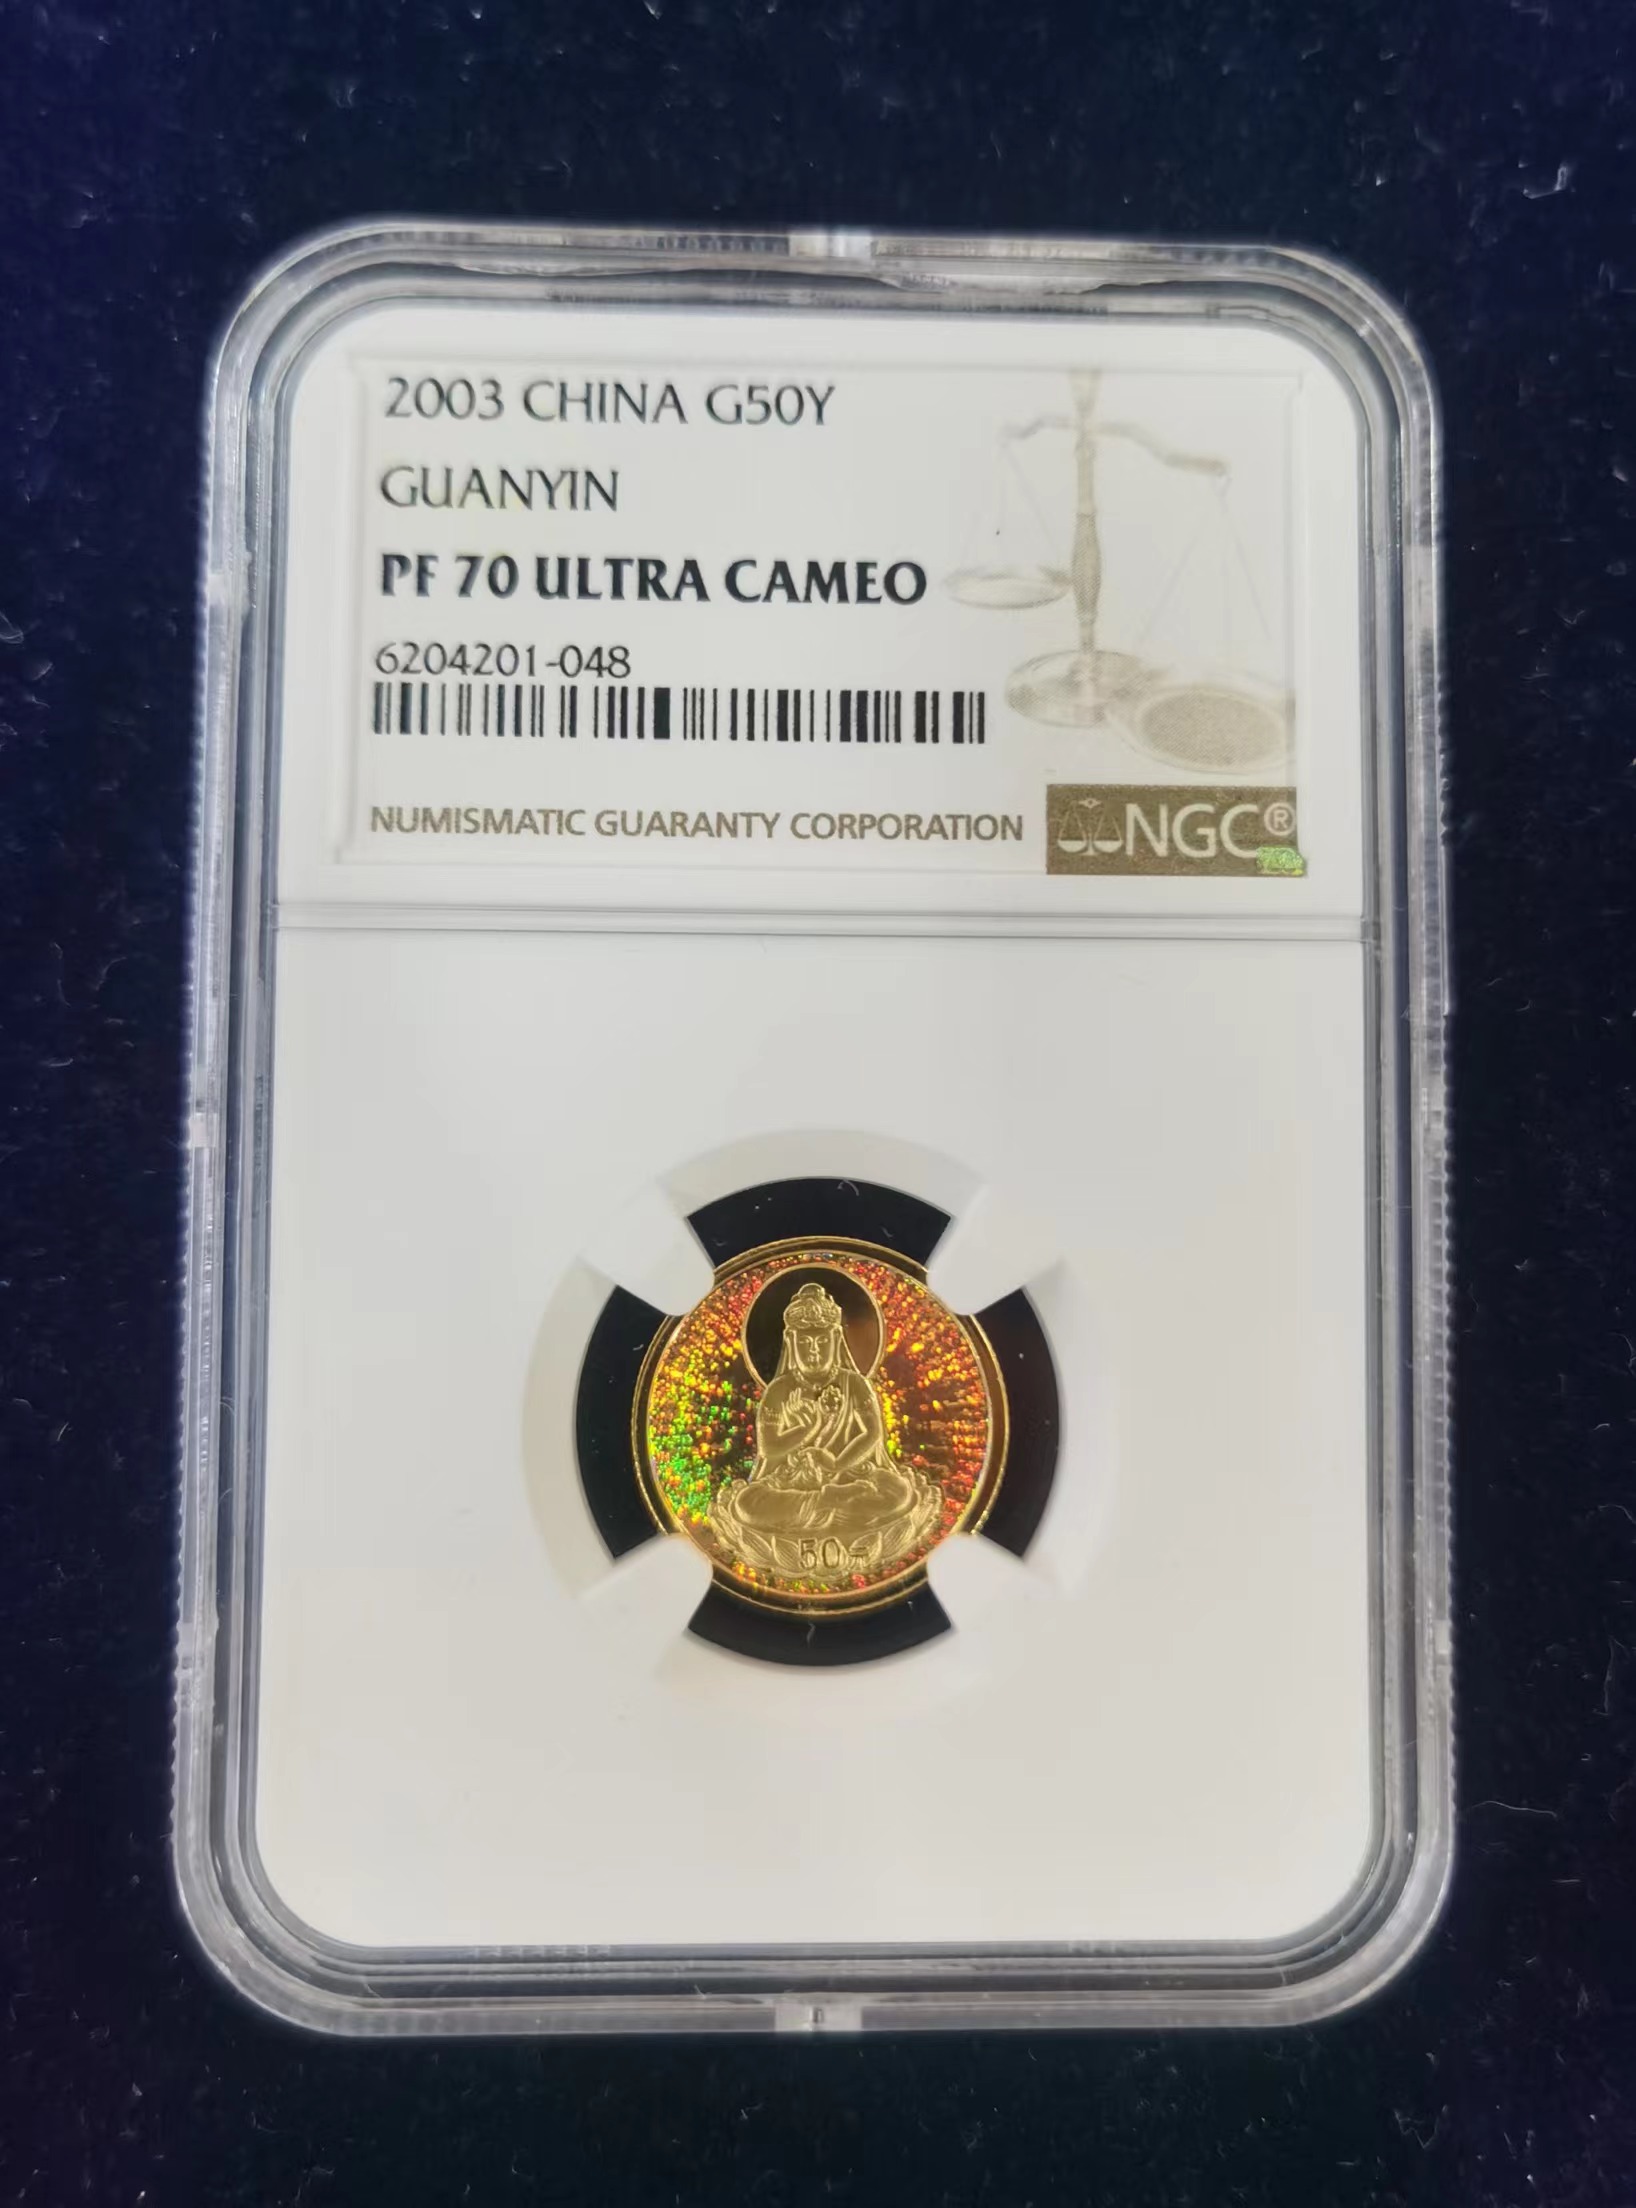 2003 CHINA G50Y
GUANYIN
PF 70 ULTRA CAMEO
6204201-048
NUMISMATIC GUARANTY CORPORATION
NGC®
50元